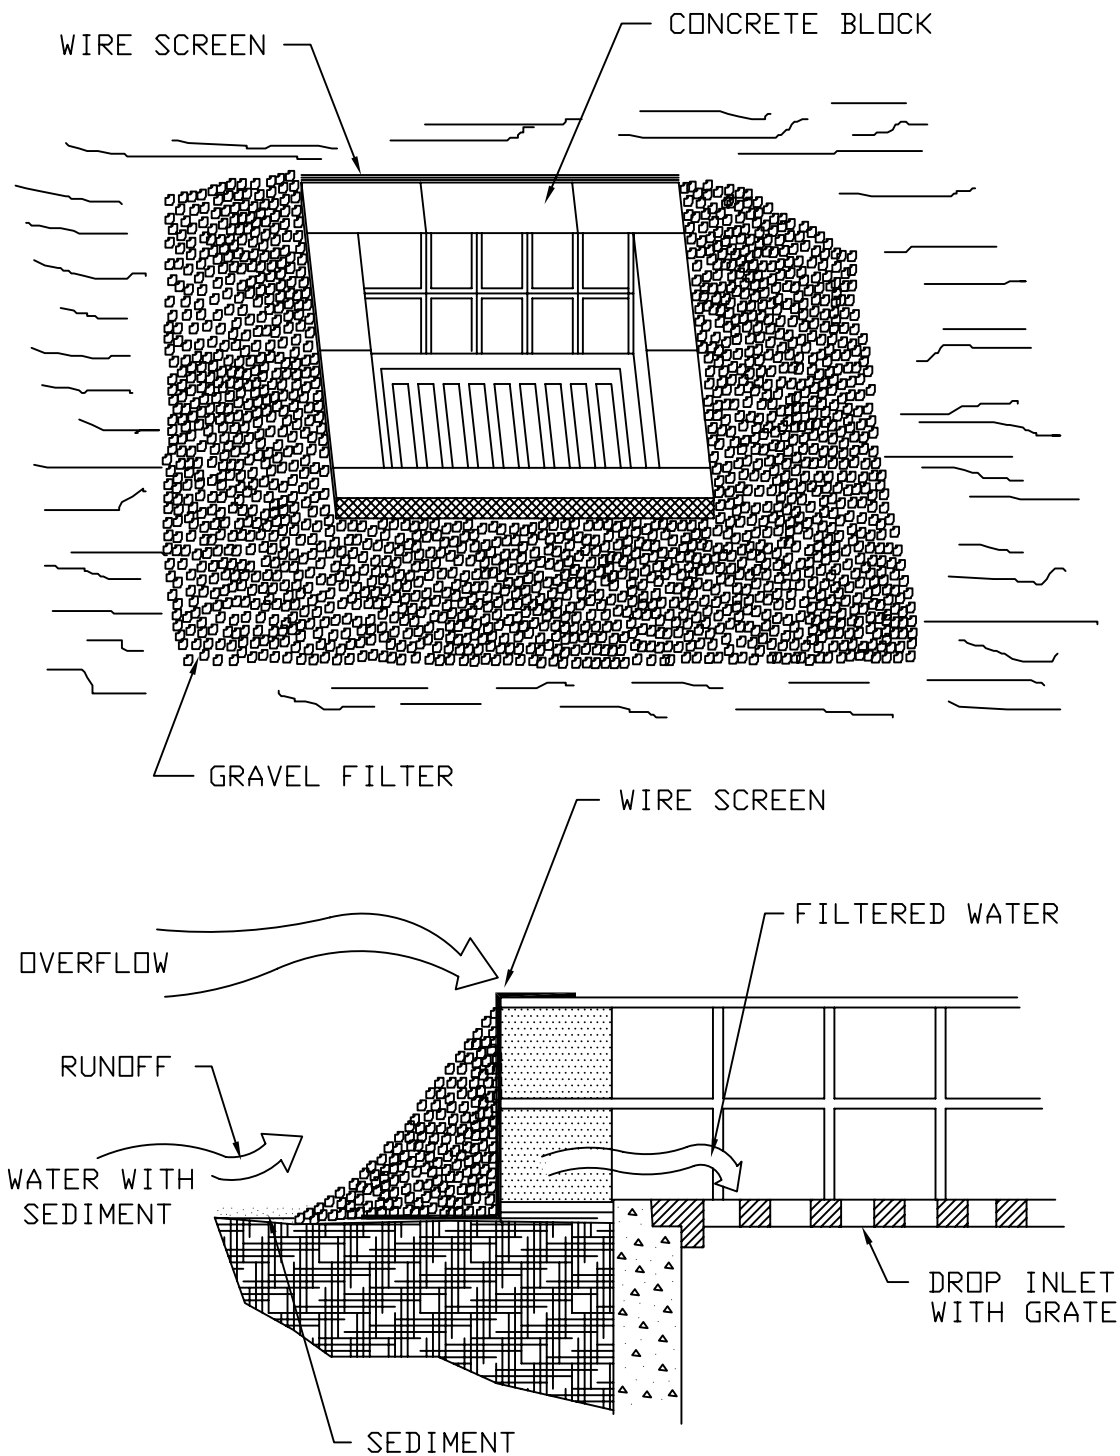 CONCRETE BLOCK
WIRE SCREEN
GRAVEL FILTER
WIRE SCREEN
FILTERED WATER
OVERFLOW
RUNOFF
WATER WITH
SEDIMENT
DROP INLET
WITH GRATE
SEDIMENT